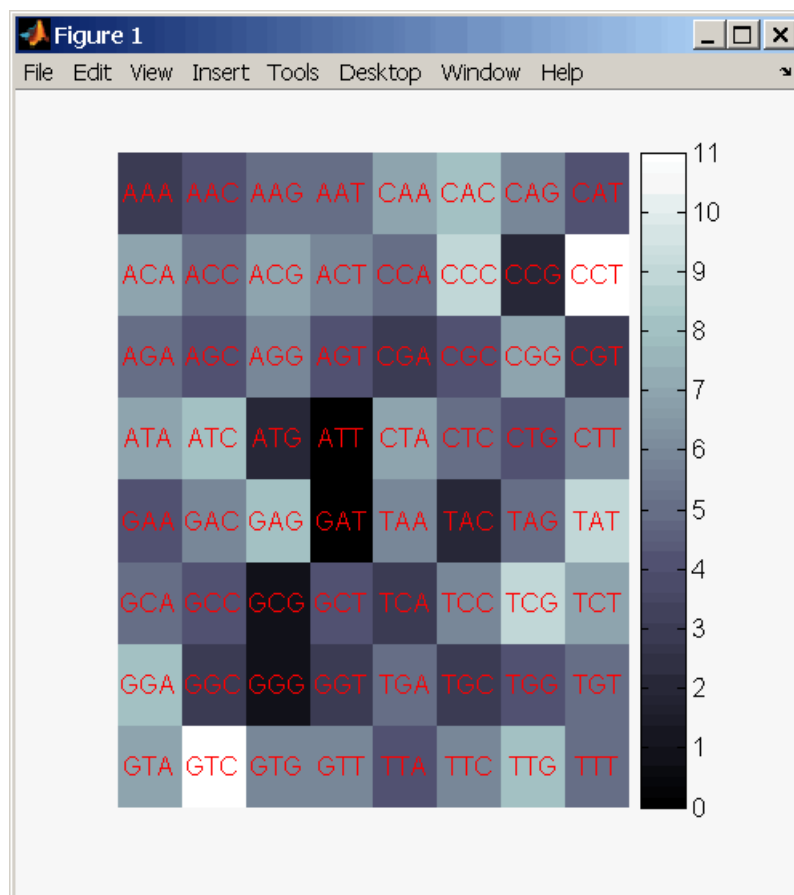 Figure 1
File Edit View Insert Tools Desktop Window Help
AAA AAC AAG AAT CAA CAC CAG CAT
ACA ACC ACG ACT CCA CCC CCG CCT
AGA AGC AGG AGT CGA CGC CGG CGT
ATA ATC ATG ATT CTA CTC CTG CTT
GAA GAC GAG GAT TAA TAC TAG TAT
GCA GCC GCG GCT TCA TCC TCG TCT
GGA GGC GGG GGT TGA TGC TGG TGT
GTA GTC GTG GTT TTA TTC TTG TTT
11
10
9
8
7
6
5
4
3
2
1
0